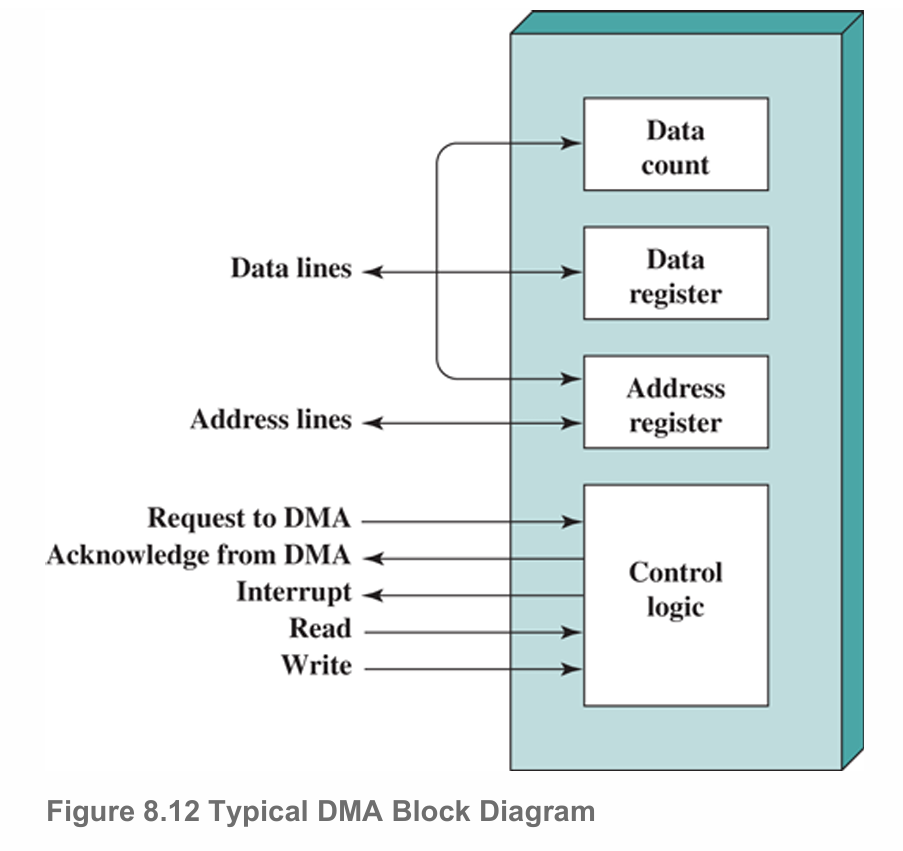 Data
count
Data lines
Data
register
Address
register
Address lines
Request to DMA
Acknowledge from DMA
Interrupt
Read
Write
Control
logic
Figure 8.12 Typical DMA Block Diagram